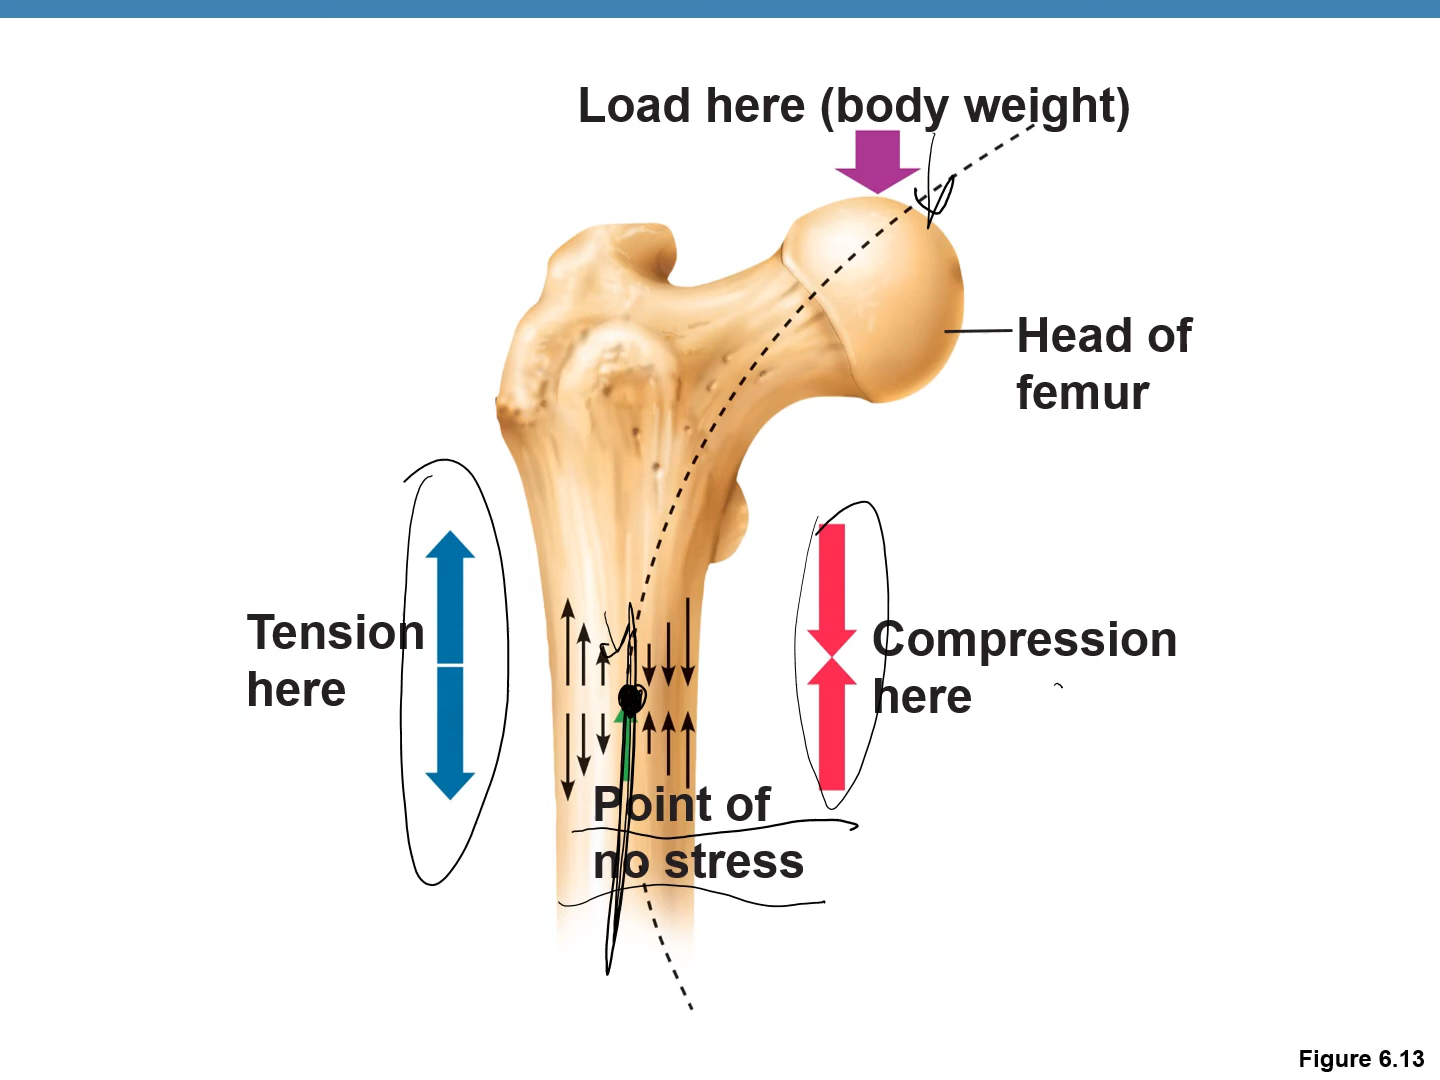 Load here (body weight)
Head of
femur
Tension
here
Compression
here
Point of
no stress
Figure 6.13